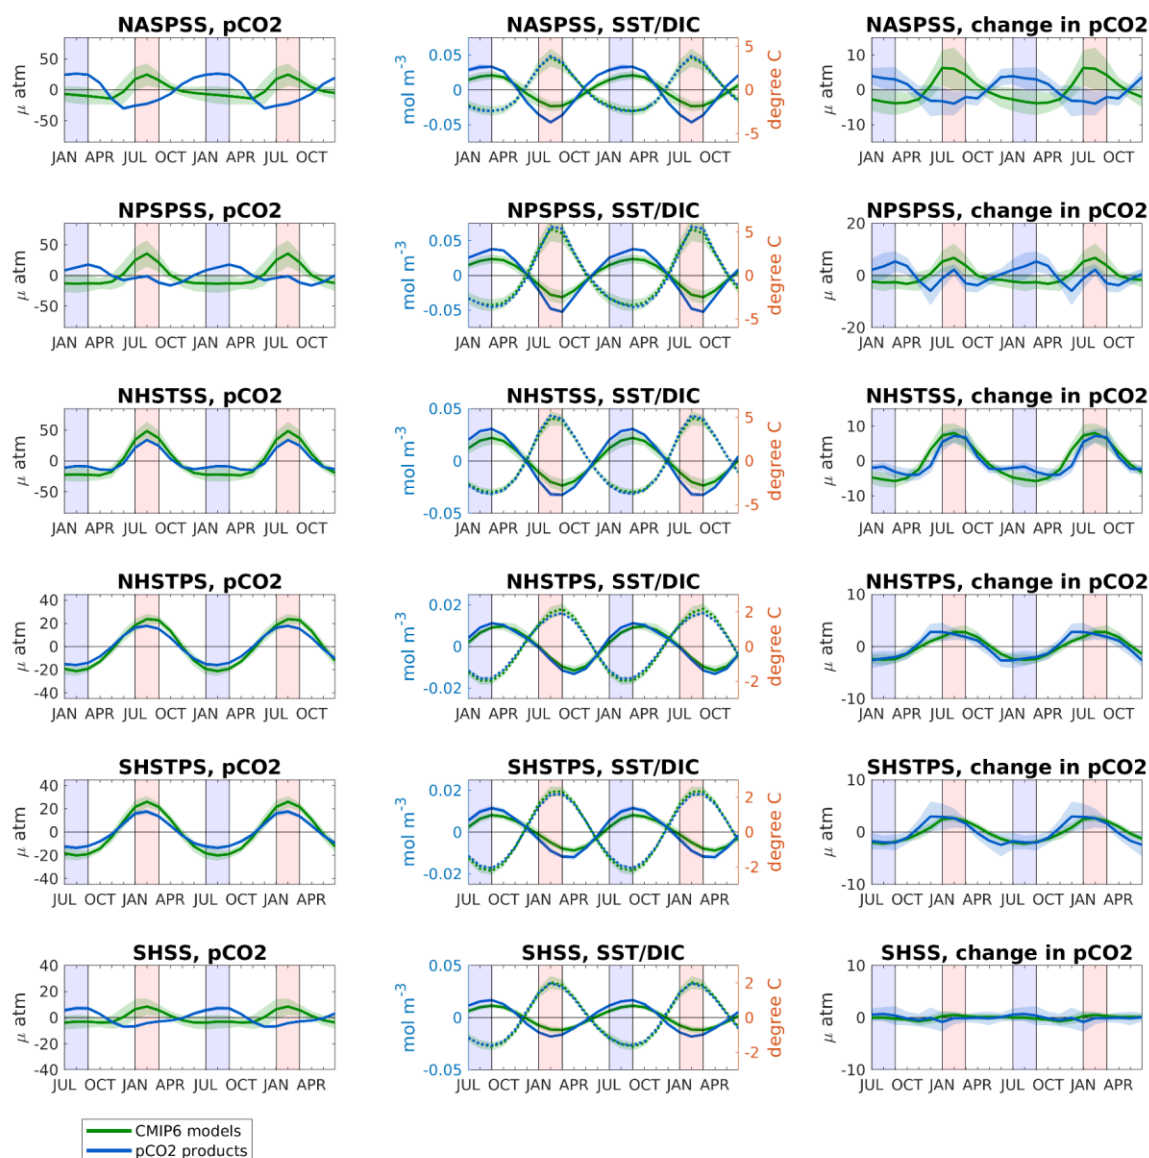 NASPSS, pCO2
NASPSS, SST/DIC
NASPSS, change in pCO2
50
0
-50
μ atm
JAN APR JUL OCT JAN APR JUL OCT
0.05
0
-0.05
mol m-3
5
0
-5
degree C
JAN APR JUL OCT JAN APR JUL OCT
10
0
-10
μ atm
JAN APR JUL OCT JAN APR JUL OCT
NPSPSS, pCO2
NPSPSS, SST/DIC
NPSPSS, change in pCO2
50
0
-50
μ atm
JAN APR JUL OCT JAN APR JUL OCT
0.05
0
-0.05
mol m-3
5
0
-5
degree C
JAN APR JUL OCT JAN APR JUL OCT
20
0
-20
μ atm
JAN APR JUL OCT JAN APR JUL OCT
NHSTSS, pCO2
NHSTSS, SST/DIC
NHSTSS, change in pCO2
50
0
-50
μ atm
JAN APR JUL OCT JAN APR JUL OCT
0.05
0
-0.05
mol m-3
5
0
-5
degree C
JAN APR JUL OCT JAN APR JUL OCT
10
0
-10
μ atm
JAN APR JUL OCT JAN APR JUL OCT
NHSTPS, pCO2
NHSTPS, SST/DIC
NHSTPS, change in pCO2
40
20
0
-20
-40
μ atm
JAN APR JUL OCT JAN APR JUL OCT
0.02
0
-0.02
mol m-3
2
0
-2
degree C
JAN APR JUL OCT JAN APR JUL OCT
10
0
-10
μ atm
JAN APR JUL OCT JAN APR JUL OCT
SHSTPS, pCO2
SHSTPS, SST/DIC
SHSTPS, change in pCO2
40
20
0
-20
-40
μ atm
JUL OCT JAN APR JUL OCT JAN APR
0.02
0
-0.02
mol m-3
2
0
-2
degree C
JUL OCT JAN APR JUL OCT JAN APR
10
0
-10
μ atm
JUL OCT JAN APR JUL OCT JAN APR
SHSS, pCO2
SHSS, SST/DIC
SHSS, change in pCO2
40
20
0
-20
-40
μ atm
JUL OCT JAN APR JUL OCT JAN APR
0.05
0
-0.05
mol m-3
2
0
-2
degree C
JUL OCT JAN APR JUL OCT JAN APR
10
0
-10
μ atm
JUL OCT JAN APR JUL OCT JAN APR
CMIP6 models
pCO2 products